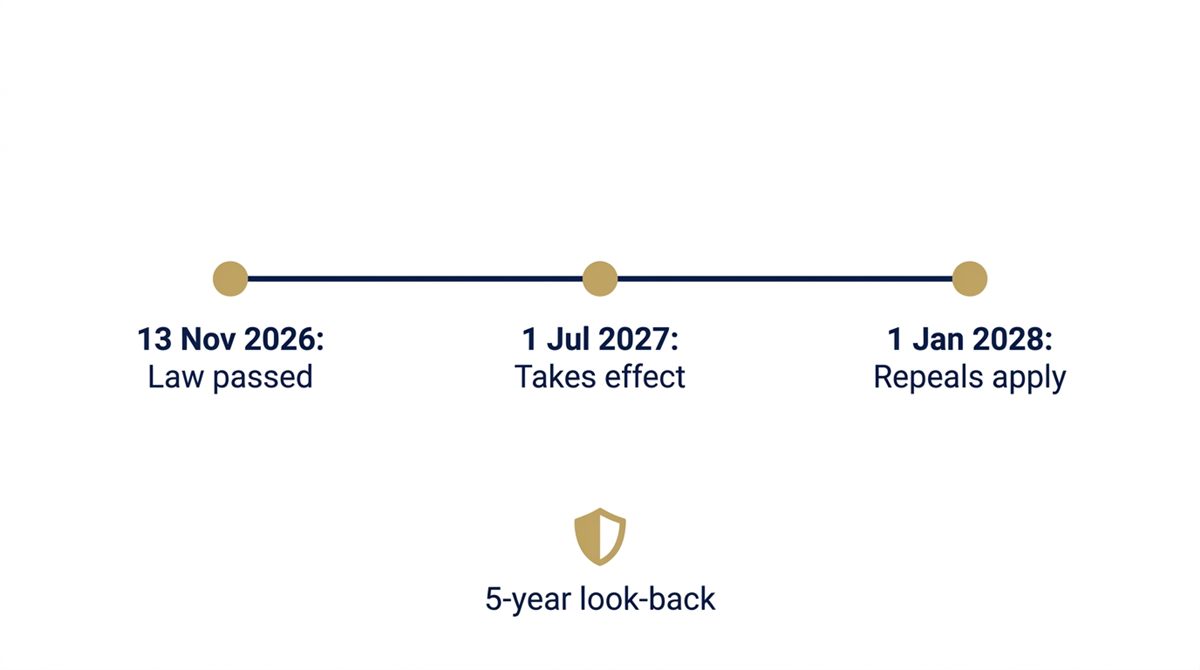 13 Nov 2026:
Law passed
1 Jul 2027:
Takes effect
1 Jan 2028:
Repeals apply
5-year look-back